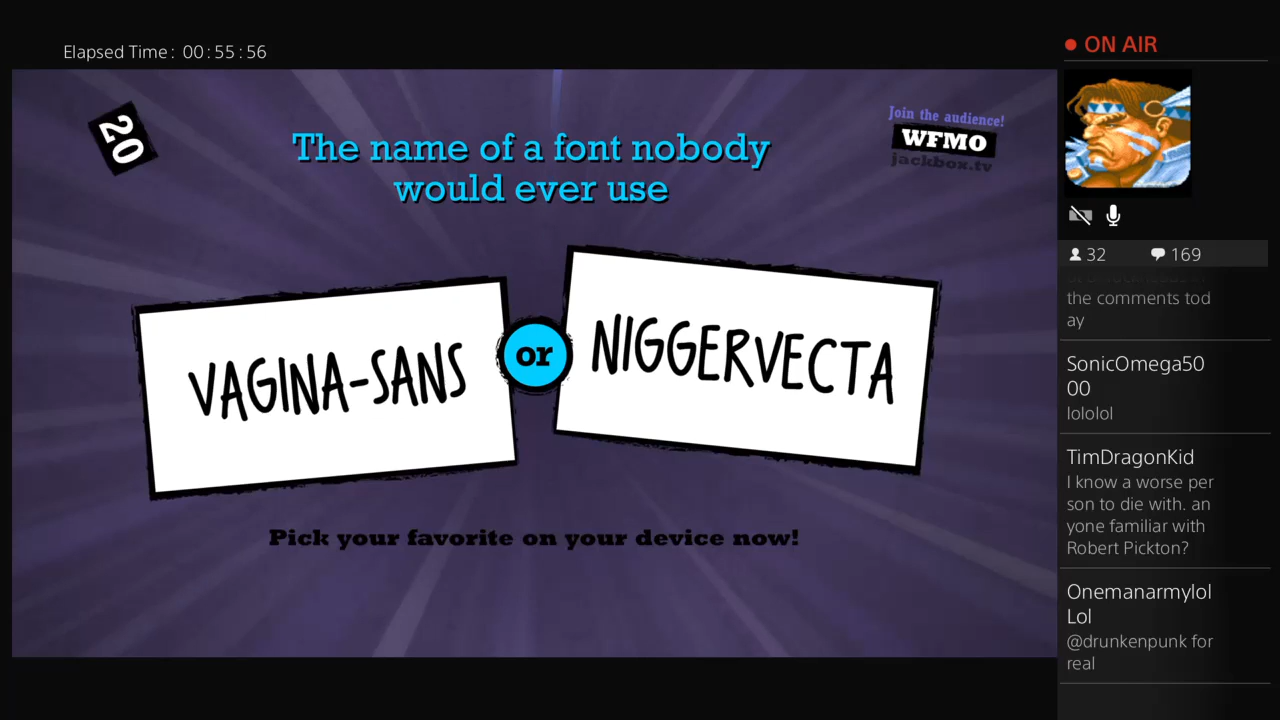 Elapsed Time: 00:55:56
ON AIR
20
The name of a font nobody
would ever use
Join the audience!
WFMO
jackbox.tv
VAGINA-SANS
or
NIGGERVECTA
Pick your favorite on your device now!
32
169
the comments tod
ay
SonicOmega50
00
lololol
TimDragonKid
I know a worse per
son to die with. an
yone familiar with
Robert Pickton?
Onemanarmylol
Lol
@drunkenpunk for
real